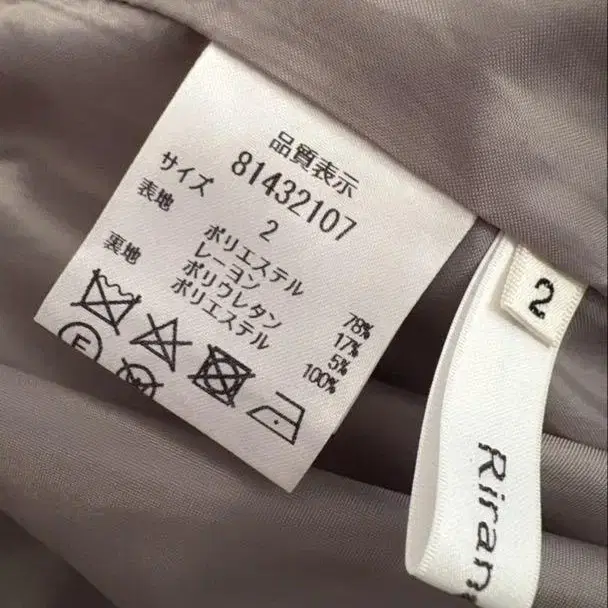 品質表示
81432107
サイズ 2
表地 ポリエステル 78%
レーヨン 17%
ポリウレタン 5%
裏地 ポリエステル 100%
F
W
2